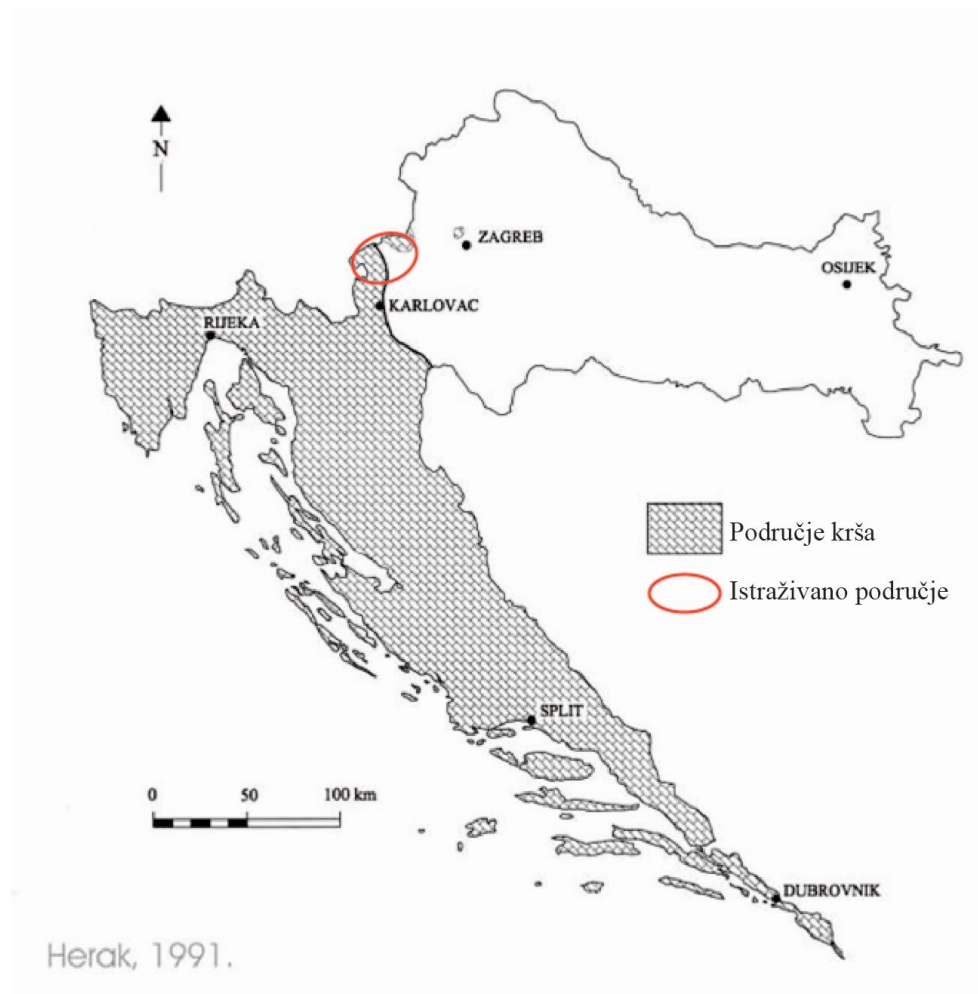 N
ZAGREB
OSIJEK
KARLOVAC
RIJEKA
Područje krša
Istraživano područje
SPLIT
0 50 100 km
DUBROVNIK
Herak, 1991.